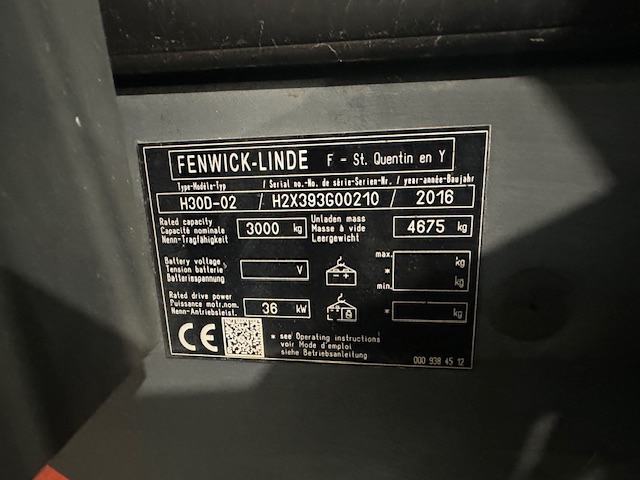 FENWICK-LINDE F - St. Quentin en Y
Type-Modèle-Typ / Serial no.-No. de série-Serien-Nr. / year-année-Baujahr
H30D-02 / H2X393G00210 / 2016
Rated capacity
Capacité nominale
Nenn-Tragfähigkeit
3000 kg
Unladen mass
Masse à vide
Leergewicht
4675 kg
Battery voltage
Tension batterie
Batteriespannung
V
- +
max.
*
min.
kg
kg
Rated drive power
Puissance motr.nom.
Nenn-Antriebsleist.
36 kW
* kg
CE
* see Operating instructions
voir Mode d'emploi
siehe Betriebsanleitung
000 938 45 12